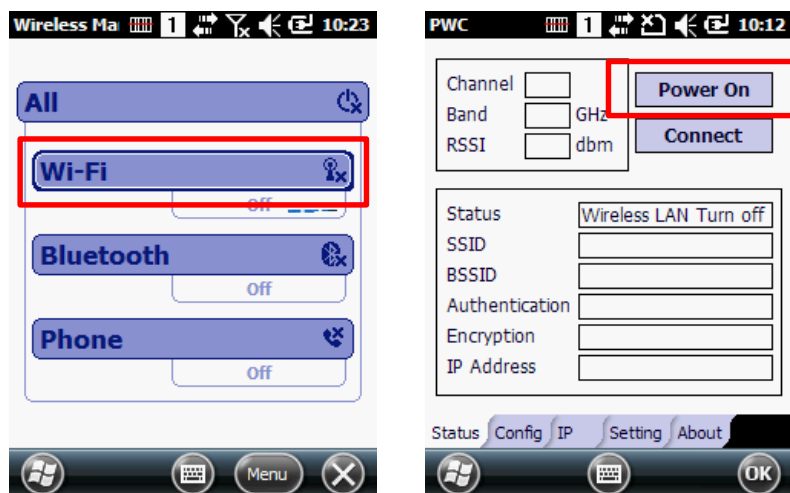 Wireless Ma 1 10:23
All
Wi-Fi
Off
Bluetooth
Off
Phone
Off
Menu
PWC 1 10:12
Channel
Power On
Band GHz
RSSI dbm
Connect
Status Wireless LAN Turn off
SSID
BSSID
Authentication
Encryption
IP Address
Status Config IP Setting About
OK